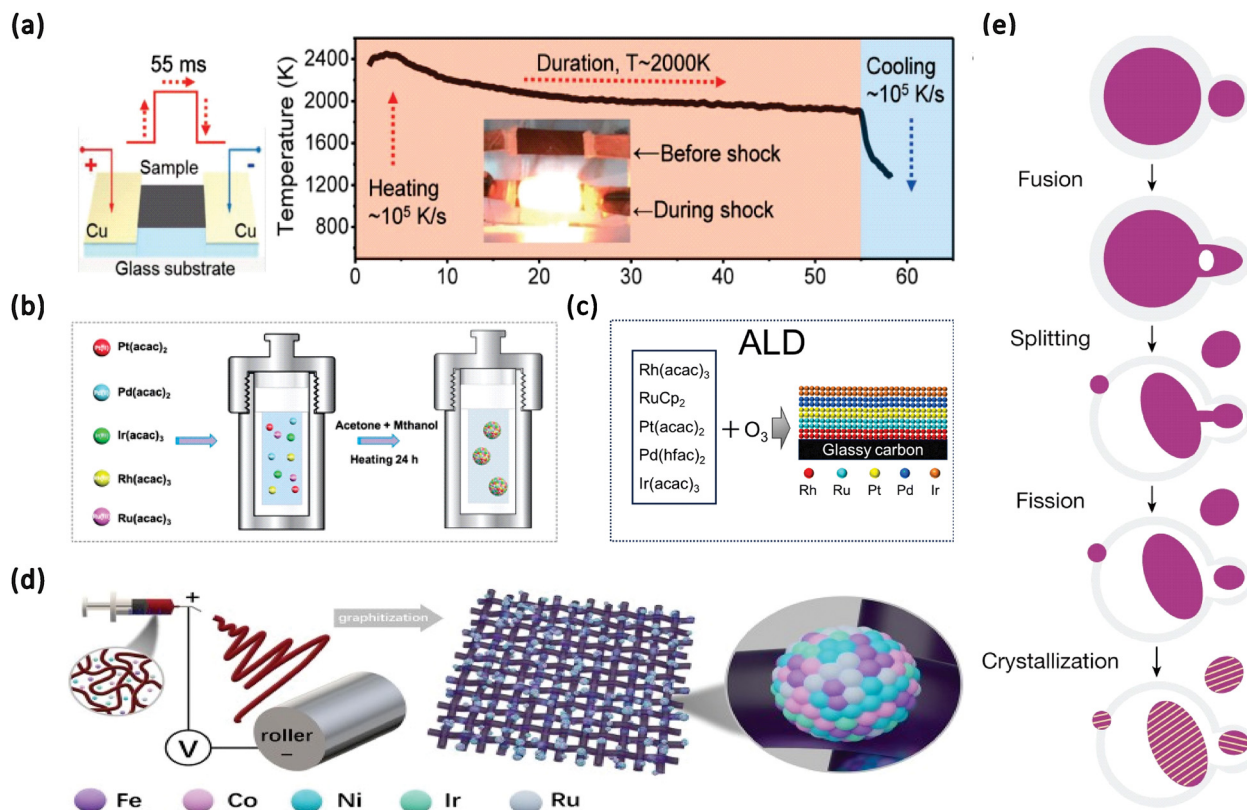 (a)
55 ms
+
-
Sample
Cu
Cu
Glass substrate
Temperature (K)
2400
2000
1600
1200
800
Duration, T~2000K
Cooling
~10⁵ K/s
←Before shock
←During shock
Heating
~10⁵ K/s
0
10
20
30
40
50
60
(b)
Pt(acac)₂
Pd(acac)₂
Ir(acac)₃
Rh(acac)₃
Ru(acac)₃
Acetone + Mthanol
Heating 24 h
(c)
ALD
Rh(acac)₃
RuCp₂
Pt(acac)₂
Pd(hfac)₂
Ir(acac)₃
+ O₃
Glassy carbon
Rh Ru Pt Pd Ir
(d)
+
V
roller
–
graphitization
Fe Co Ni Ir Ru
(e)
Fusion
Splitting
Fission
Crystallization